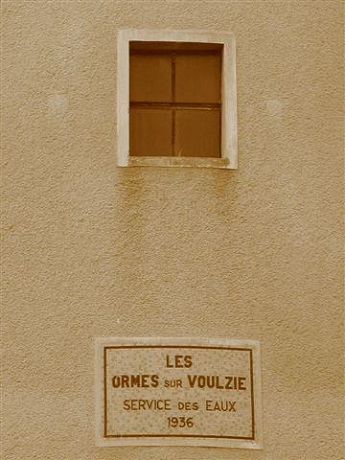 LES
ORMES SUR VOULZIE
SERVICE DES EAUX
1936